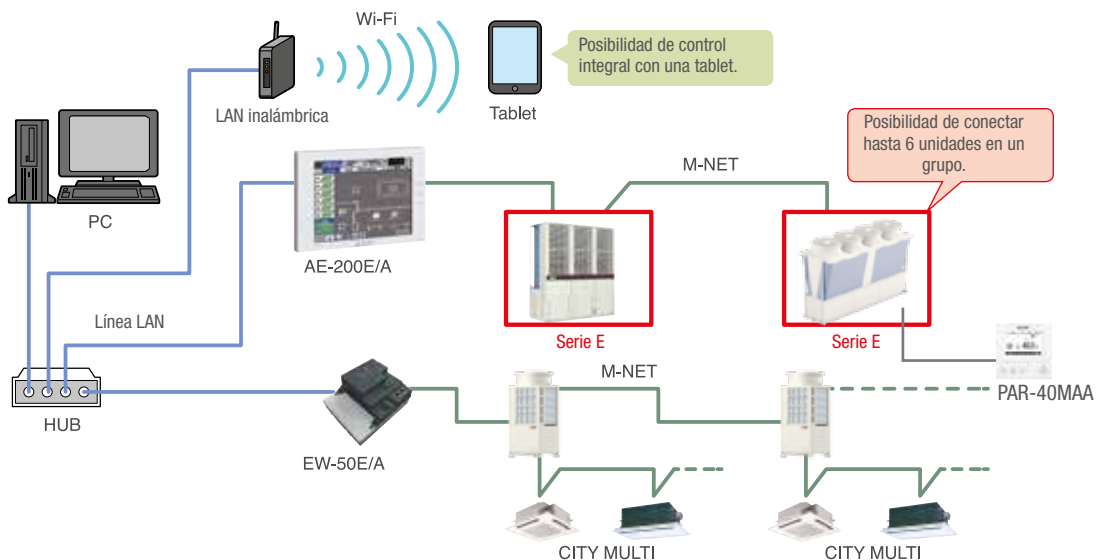 Wi-Fi
Posibilidad de control
integral con una tablet.
LAN inalámbrica
Tablet
Posibilidad de conectar
hasta 6 unidades en un
grupo.
M-NET
PC
AE-200E/A
Línea LAN
Serie E
Serie E
M-NET
PAR-40MAA
HUB
EW-50E/A
CITY MULTI
CITY MULTI